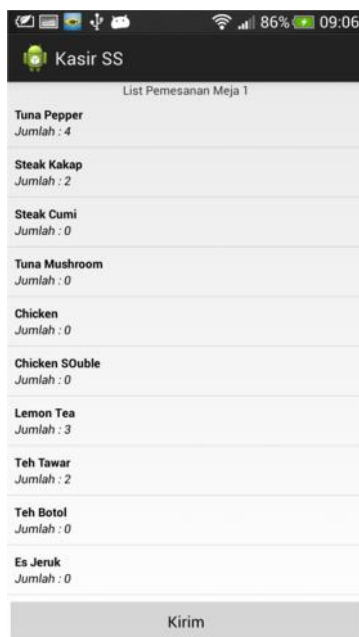 86% 09:06
Kasir SS
List Pemesanan Meja 1
Tuna Pepper
Jumlah : 4
Steak Kakap
Jumlah : 2
Steak Cumi
Jumlah : 0
Tuna Mushroom
Jumlah : 0
Chicken
Jumlah : 0
Chicken SOuble
Jumlah : 0
Lemon Tea
Jumlah : 3
Teh Tawar
Jumlah : 2
Teh Botol
Jumlah : 0
Es Jeruk
Jumlah : 0
Kirim